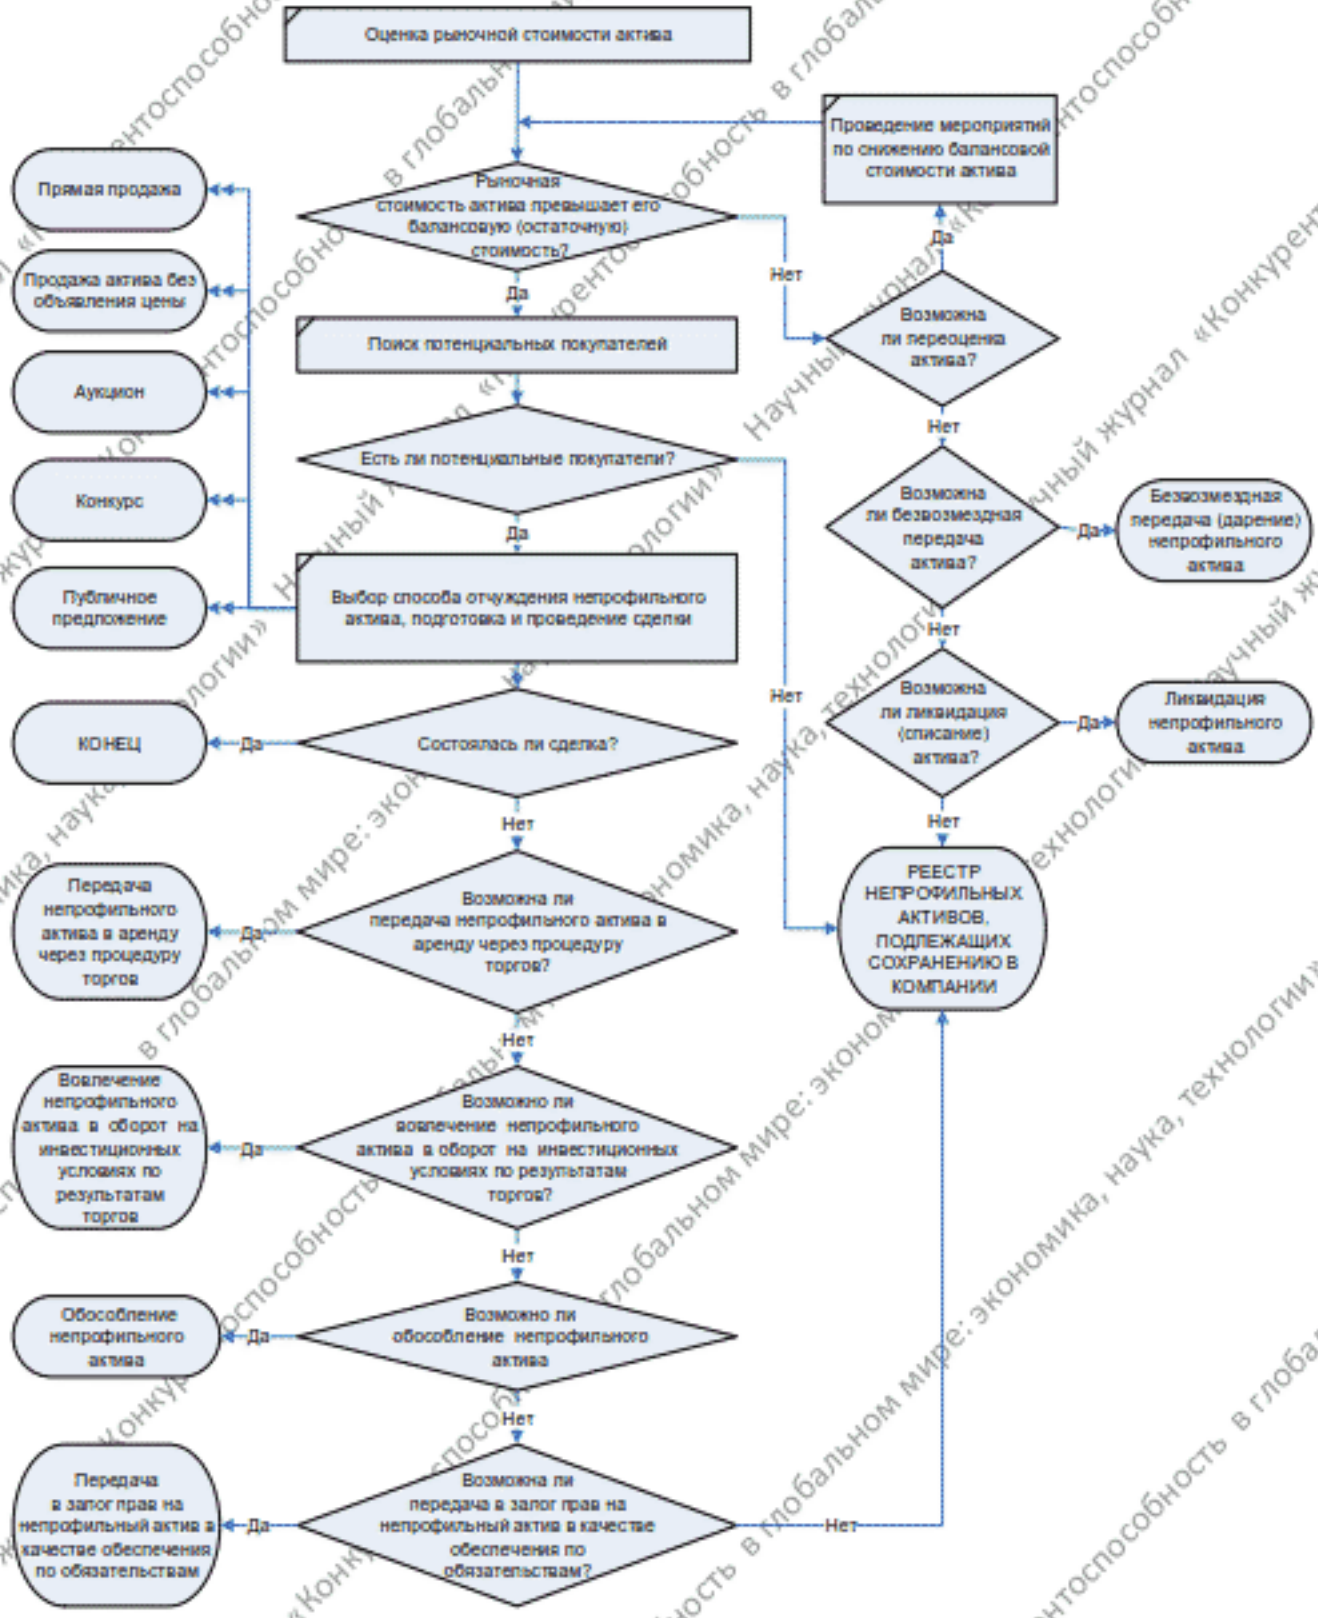 Оценка рыночной стоимости актива
Проведение мероприятий
по снижению балансовой
стоимости актива
Рыночная
стоимость актива превышает его
балансовую (остаточную)
стоимость?
Прямая продажа
Да
Нет
Да
Продажа актива без
объявления цены
Поиск потенциальных покупателей
Возможна
ли переоценка
актива?
Аукцион
Есть ли потенциальные покупатели?
Нет
Конкурс
Да
Возможна
ли безвозмездная
передача
актива?
Да
Безвозмездная
передача (дарение)
непрофильного
актива
Публичное
предложение
Выбор способа отчуждения непрофильного
актива, подготовка и проведение сделки
Нет
Нет
КОНЕЦ
Да
Состоялась ли сделка?
Возможна
ли ликвидация
(списание)
актива?
Да
Ликвидация
непрофильного
актива
Нет
Нет
Передача
непрофильного
актива в аренду
через процедуру
торгов
Да
Возможна ли
передача непрофильного актива в
аренду через процедуру
торгов?
РЕЕСТР
НЕПРОФИЛЬНЫХ
АКТИВОВ,
ПОДЛЕЖАЩИХ
СОХРАНЕНИЮ В
КОМПАНИИ
Нет
Вовлечение
непрофильного
актива в оборот на
инвестиционных
условиях по
результатам
торгов
Да
Возможно ли
вовлечение непрофильного
актива в оборот на инвестиционных
условиях по результатам
торгов?
Нет
Обособление
непрофильного
актива
Да
Возможно ли
обособление непрофильного
актива
Нет
Передача
в залог прав на
непрофильный актив в
качестве обеспечения
по обязательствам
Да
Возможна ли
передача в залог прав на
непрофильный актив в качестве
обеспечения по
обязательствам?
Нет